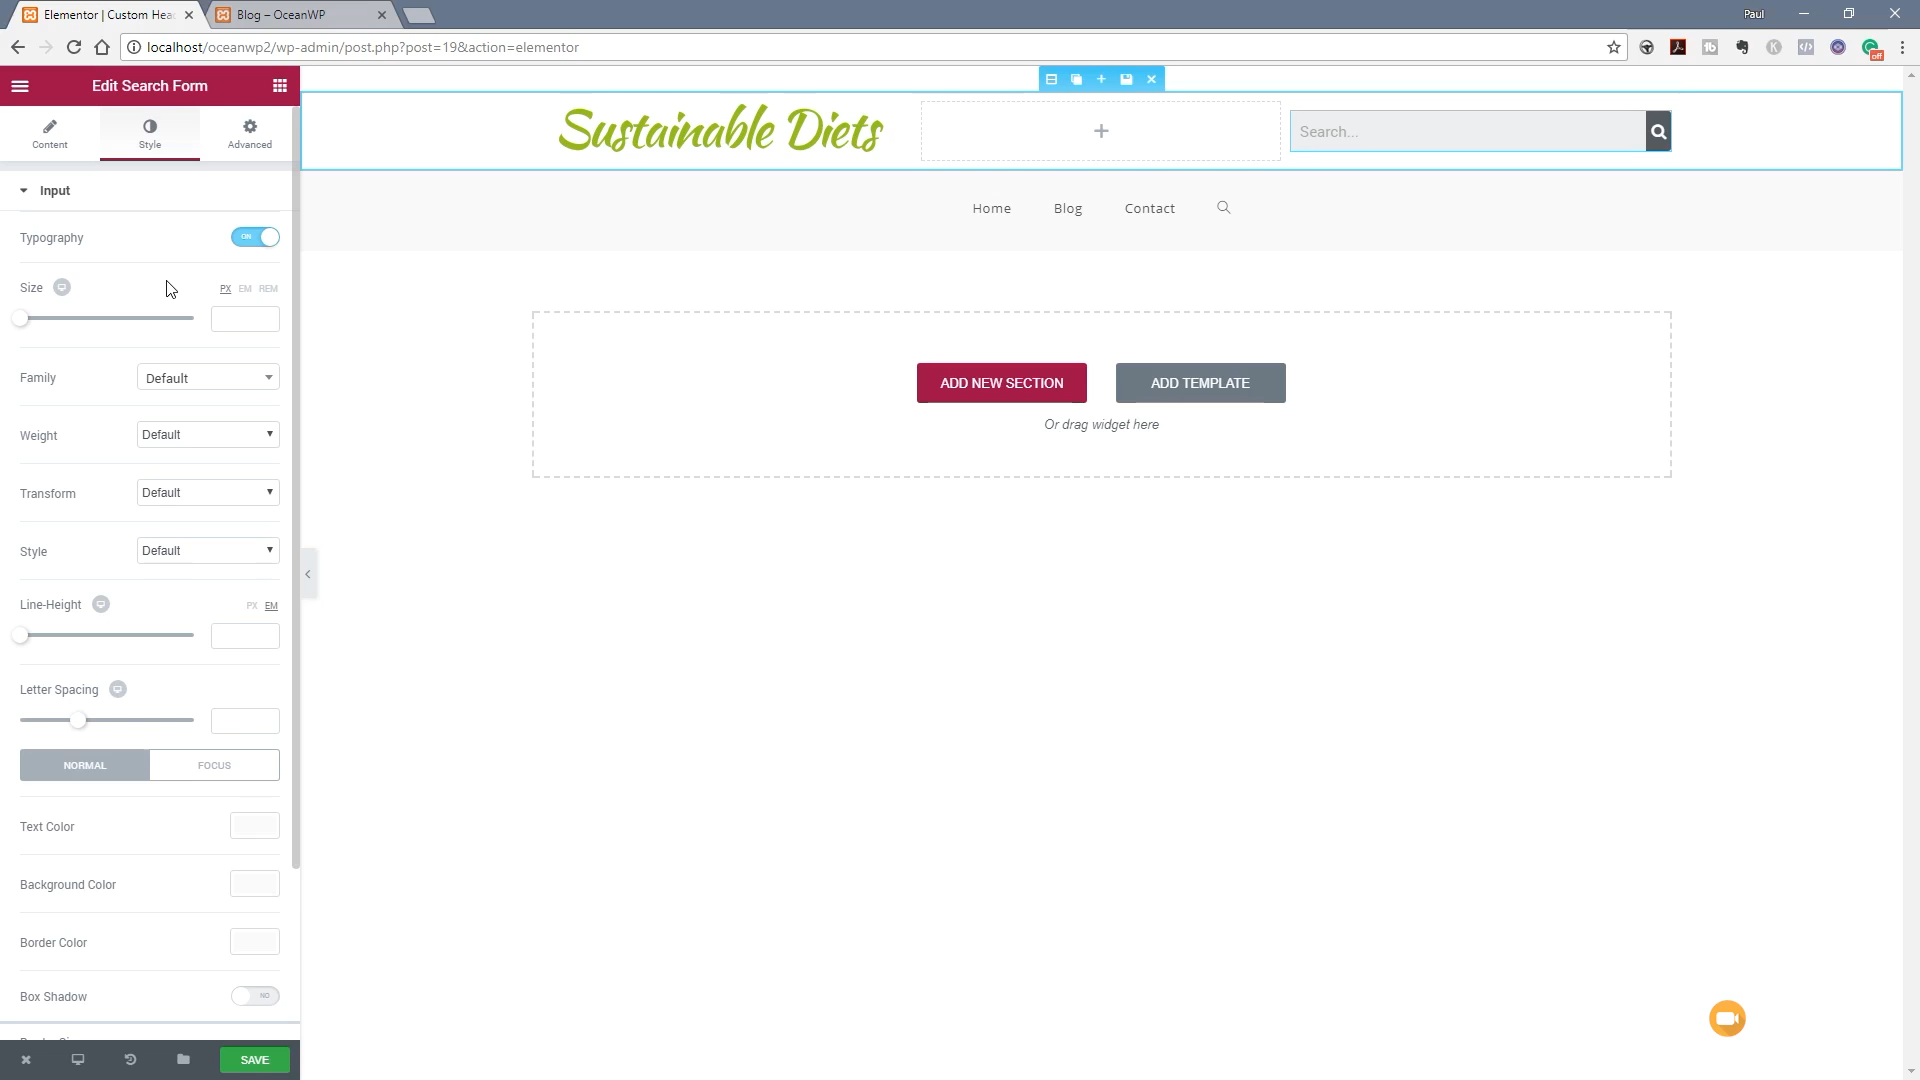 Elementor | Custom Hea
Blog – OceanWP
Paul
localhost/oceanwp2/wp-admin/post.php?post=19&action=elementor
off
Edit Search Form
Content
Style
Advanced
Input
Typography
ON
Size
PX EM REM
Family
Default
Weight
Default
Transform
Default
Style
Default
Line-Height
PX EM
Letter Spacing
NORMAL
FOCUS
Text Color
Background Color
Border Color
Box Shadow
NO
SAVE
Sustainable Diets
Search...
Home
Blog
Contact
ADD NEW SECTION
ADD TEMPLATE
Or drag widget here